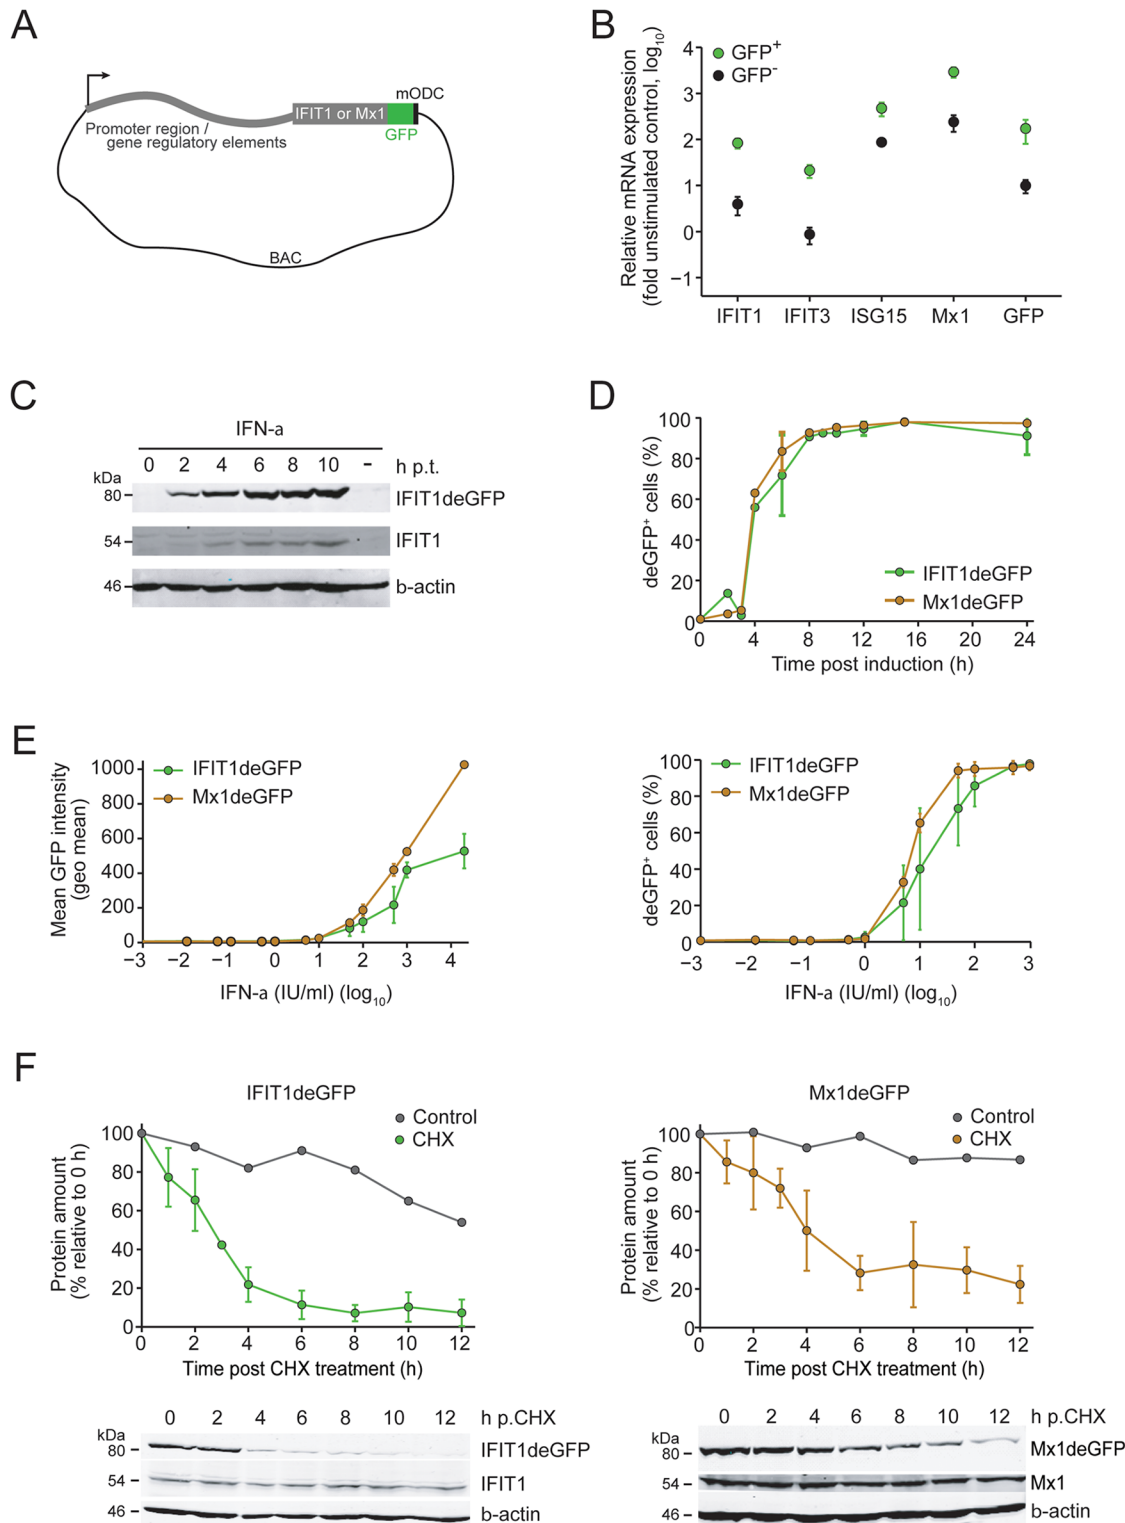 A
mODC
IFIT1 or Mx1
GFP
Promoter region /
gene regulatory elements
BAC
B
Relative mRNA expression
(fold unstimulated control, log10)
4
3
2
1
0
−1
GFP+
GFP-
IFIT1 IFIT3 ISG15 Mx1 GFP
C
IFN-a
0 2 4 6 8 10 - h p.t.
kDa
80 IFIT1deGFP
54 IFIT1
46 b-actin
D
deGFP+ cells (%)
100
80
60
40
20
0
IFIT1deGFP
Mx1deGFP
0 4 8 12 16 20 24
Time post induction (h)
E
Mean GFP intensity
(geo mean)
1000
800
600
400
200
0
IFIT1deGFP
Mx1deGFP
−3 −2 −1 0 1 2 3 4
IFN-a (IU/ml) (log10)
deGFP+ cells (%)
100
80
60
40
20
0
IFIT1deGFP
Mx1deGFP
−3 −2 −1 0 1 2 3
IFN-a (IU/ml) (log10)
F
IFIT1deGFP
Control
CHX
Protein amount
(% relative to 0 h)
100
80
60
40
20
0
0 2 4 6 8 10 12
Time post CHX treatment (h)
0 2 4 6 8 10 12 h p.CHX
kDa
80 IFIT1deGFP
54 IFIT1
46 b-actin
Mx1deGFP
Control
CHX
Protein amount
(% relative to 0 h)
100
80
60
40
20
0
0 2 4 6 8 10 12
Time post CHX treatment (h)
0 2 4 6 8 10 12 h p.CHX
kDa
80 Mx1deGFP
54 Mx1
46 b-actin